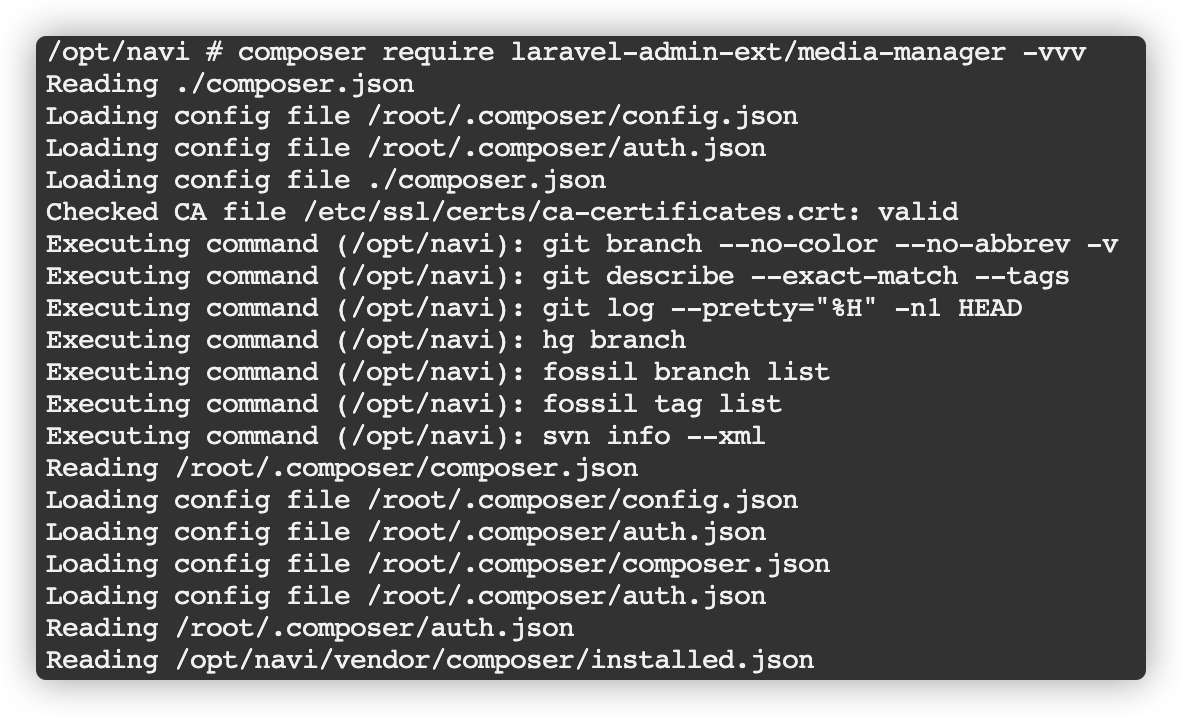 /opt/navi # composer require laravel-admin-ext/media-manager -vvv
Reading ./composer.json
Loading config file /root/.composer/config.json
Loading config file /root/.composer/auth.json
Loading config file ./composer.json
Checked CA file /etc/ssl/certs/ca-certificates.crt: valid
Executing command (/opt/navi): git branch --no-color --no-abbrev -v
Executing command (/opt/navi): git describe --exact-match --tags
Executing command (/opt/navi): git log --pretty="%H" -n1 HEAD
Executing command (/opt/navi): hg branch
Executing command (/opt/navi): fossil branch list
Executing command (/opt/navi): fossil tag list
Executing command (/opt/navi): svn info --xml
Reading /root/.composer/composer.json
Loading config file /root/.composer/config.json
Loading config file /root/.composer/auth.json
Loading config file /root/.composer/composer.json
Loading config file /root/.composer/auth.json
Reading /root/.composer/auth.json
Reading /opt/navi/vendor/composer/installed.json